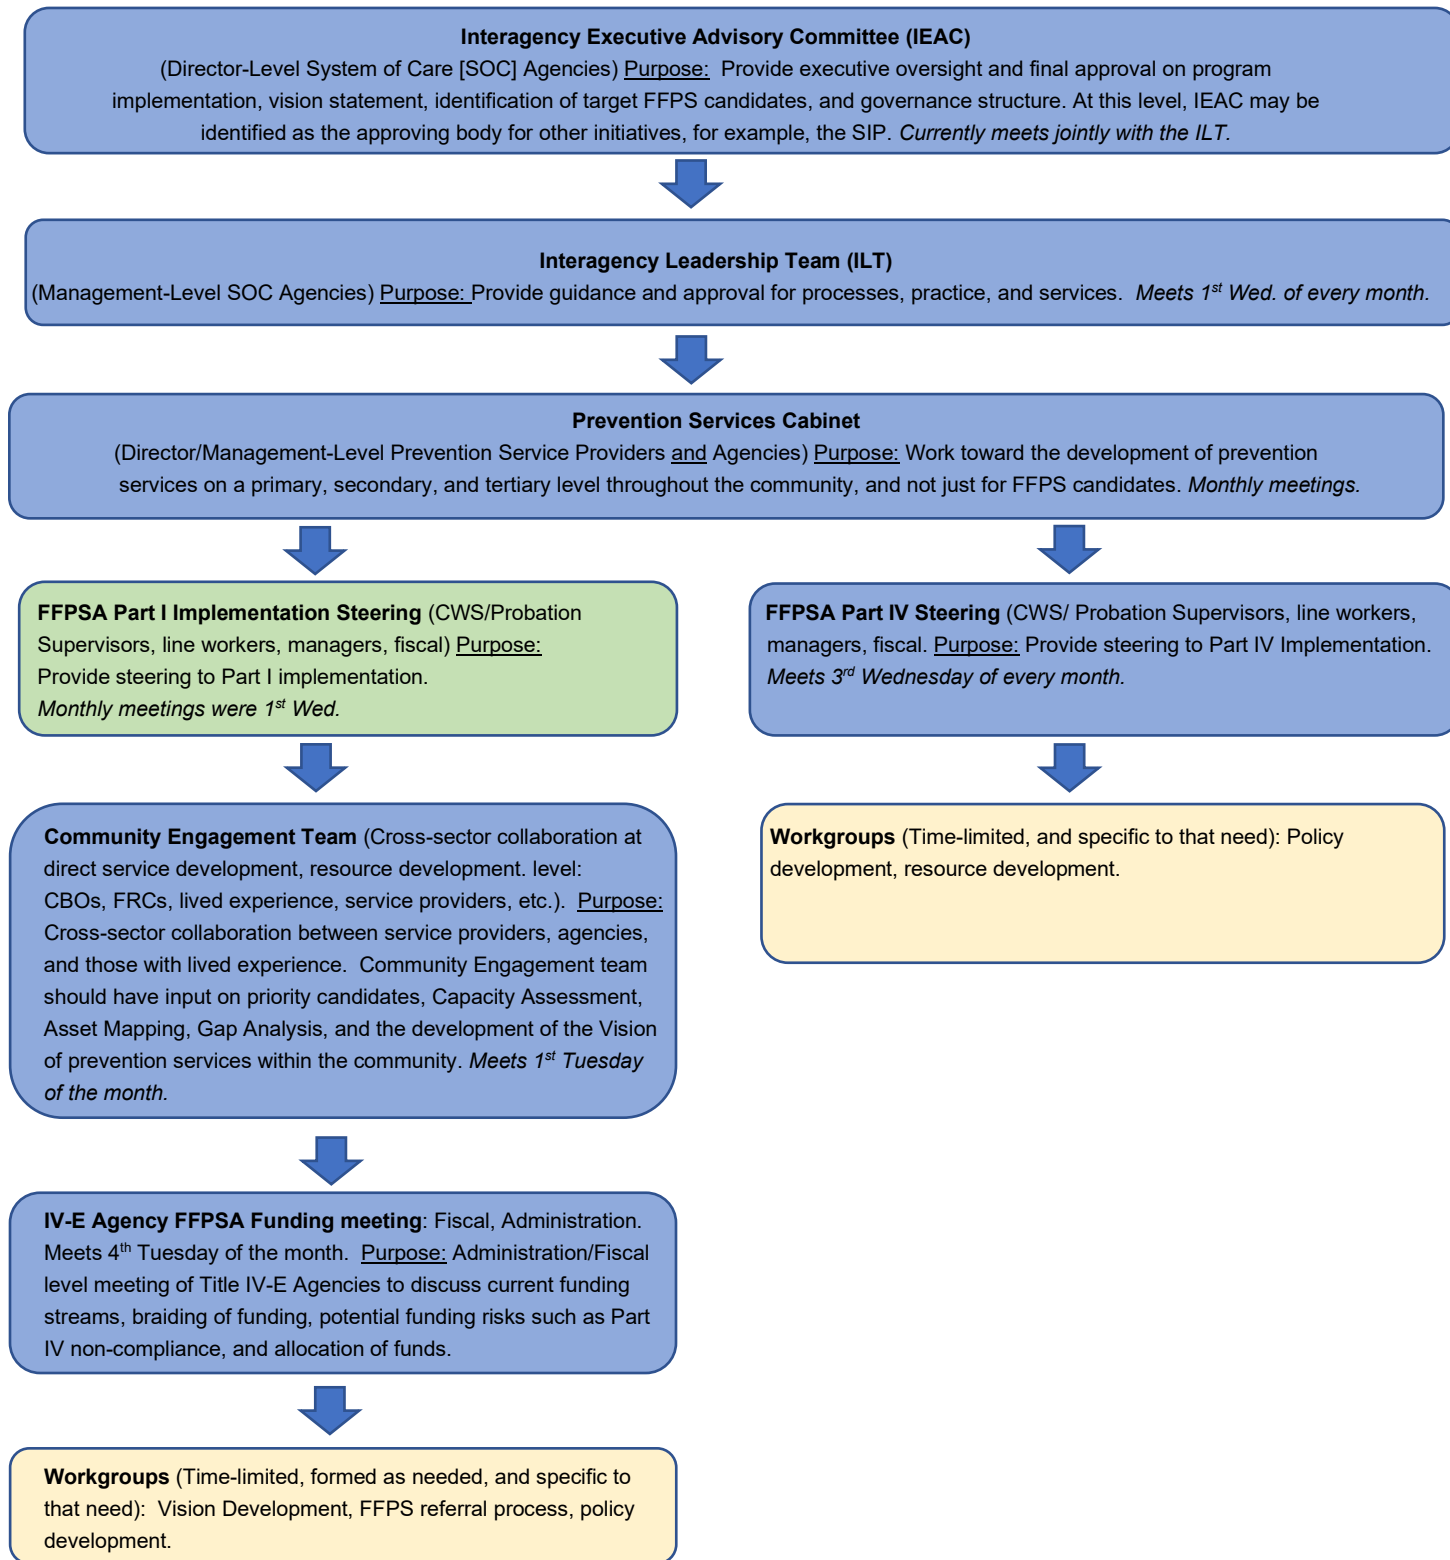 Interagency Executive Advisory Committee (IEAC)
(Director-Level System of Care [SOC] Agencies) Purpose: Provide executive oversight and final approval on program
implementation, vision statement, identification of target FFPS candidates, and governance structure. At this level, IEAC may be
identified as the approving body for other initiatives, for example, the SIP. Currently meets jointly with the ILT.
Interagency Leadership Team (ILT)
(Management-Level SOC Agencies) Purpose: Provide guidance and approval for processes, practice, and services. Meets 1st Wed. of every month.
Prevention Services Cabinet
(Director/Management-Level Prevention Service Providers and Agencies) Purpose: Work toward the development of prevention
services on a primary, secondary, and tertiary level throughout the community, and not just for FFPS candidates. Monthly meetings.
FFPSA Part I Implementation Steering (CWS/Probation
Supervisors, line workers, managers, fiscal) Purpose:
Provide steering to Part I implementation.
Monthly meetings were 1st Wed.
FFPSA Part IV Steering (CWS/ Probation Supervisors, line workers,
managers, fiscal. Purpose: Provide steering to Part IV Implementation.
Meets 3rd Wednesday of every month.
Community Engagement Team (Cross-sector collaboration at
direct service development, resource development. level:
CBOs, FRCs, lived experience, service providers, etc.). Purpose:
Cross-sector collaboration between service providers, agencies,
and those with lived experience. Community Engagement team
should have input on priority candidates, Capacity Assessment,
Asset Mapping, Gap Analysis, and the development of the Vision
of prevention services within the community. Meets 1st Tuesday
of the month.
Workgroups (Time-limited, and specific to that need): Policy
development, resource development.
IV-E Agency FFPSA Funding meeting: Fiscal, Administration.
Meets 4th Tuesday of the month. Purpose: Administration/Fiscal
level meeting of Title IV-E Agencies to discuss current funding
streams, braiding of funding, potential funding risks such as Part
IV non-compliance, and allocation of funds.
Workgroups (Time-limited, formed as needed, and specific to
that need): Vision Development, FFPS referral process, policy
development.